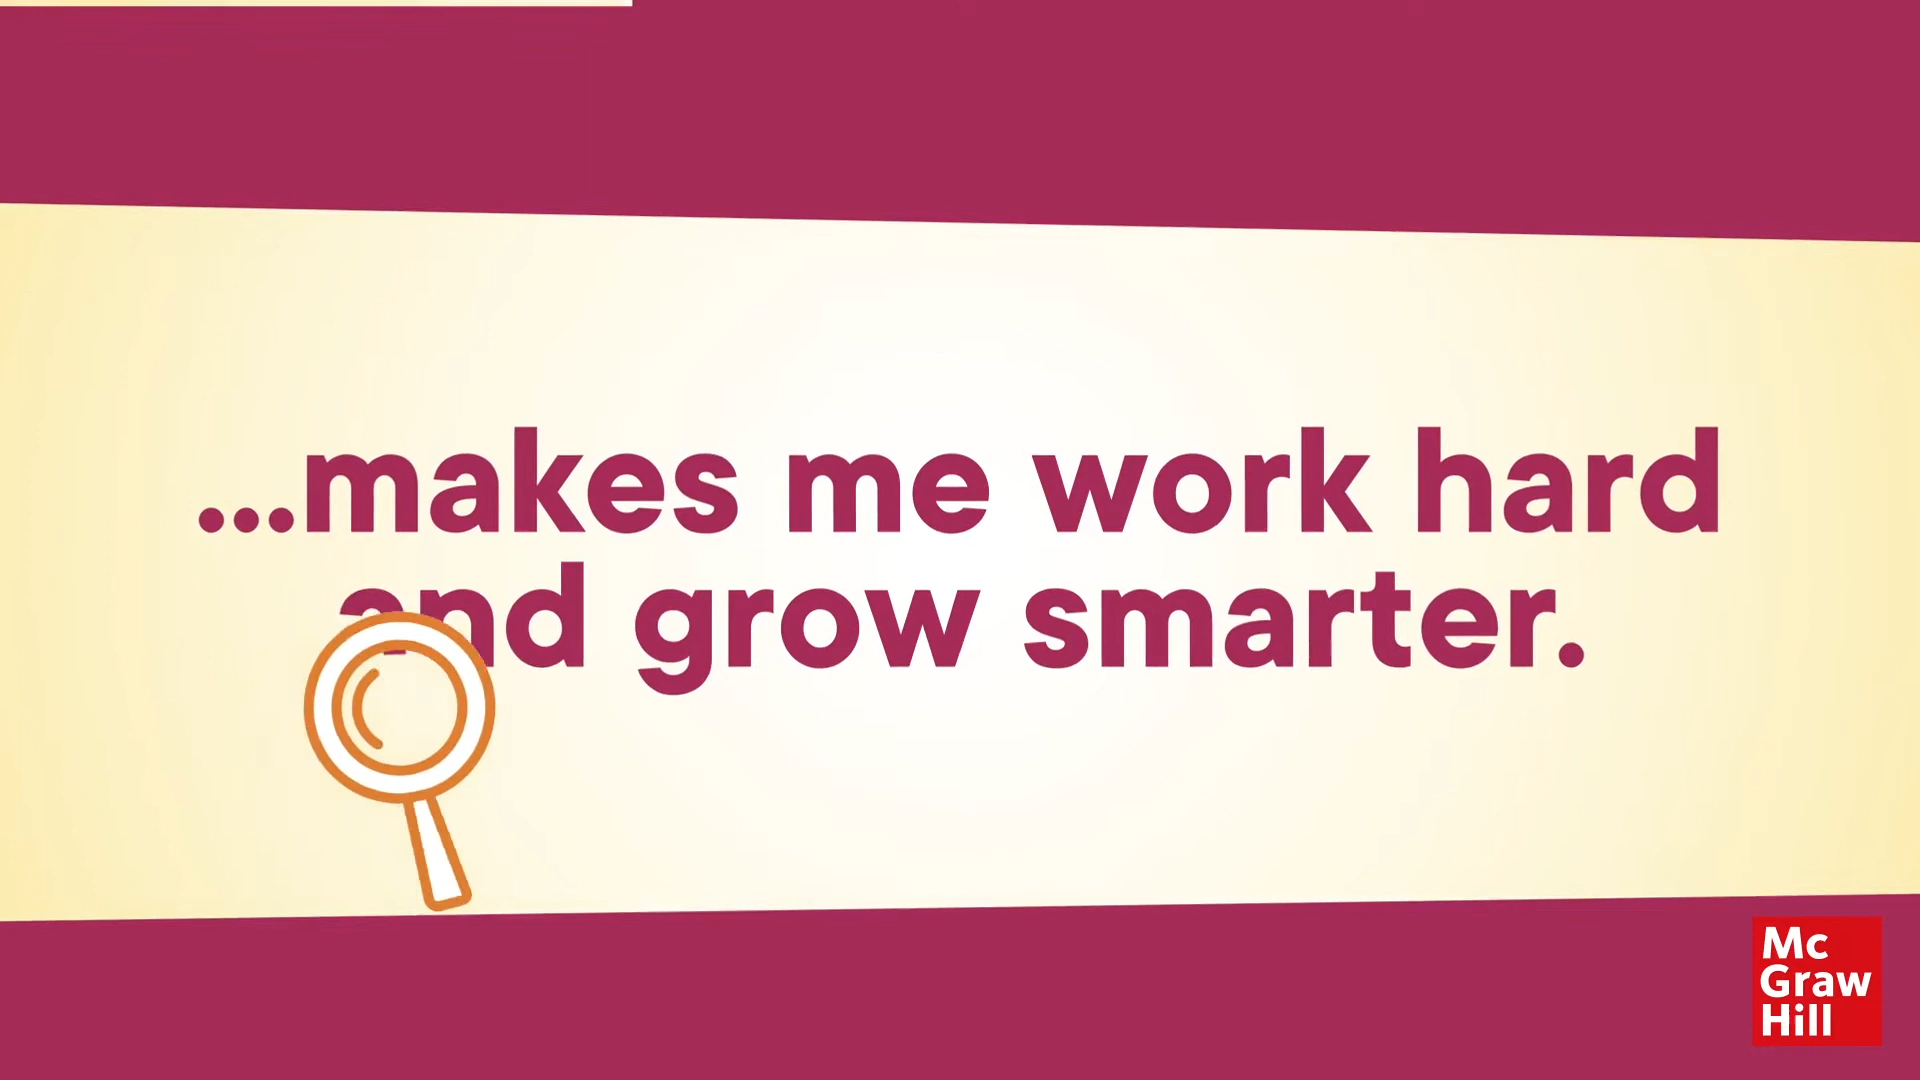 ...makes me work hard
and grow smarter.
Mc
Graw
Hill